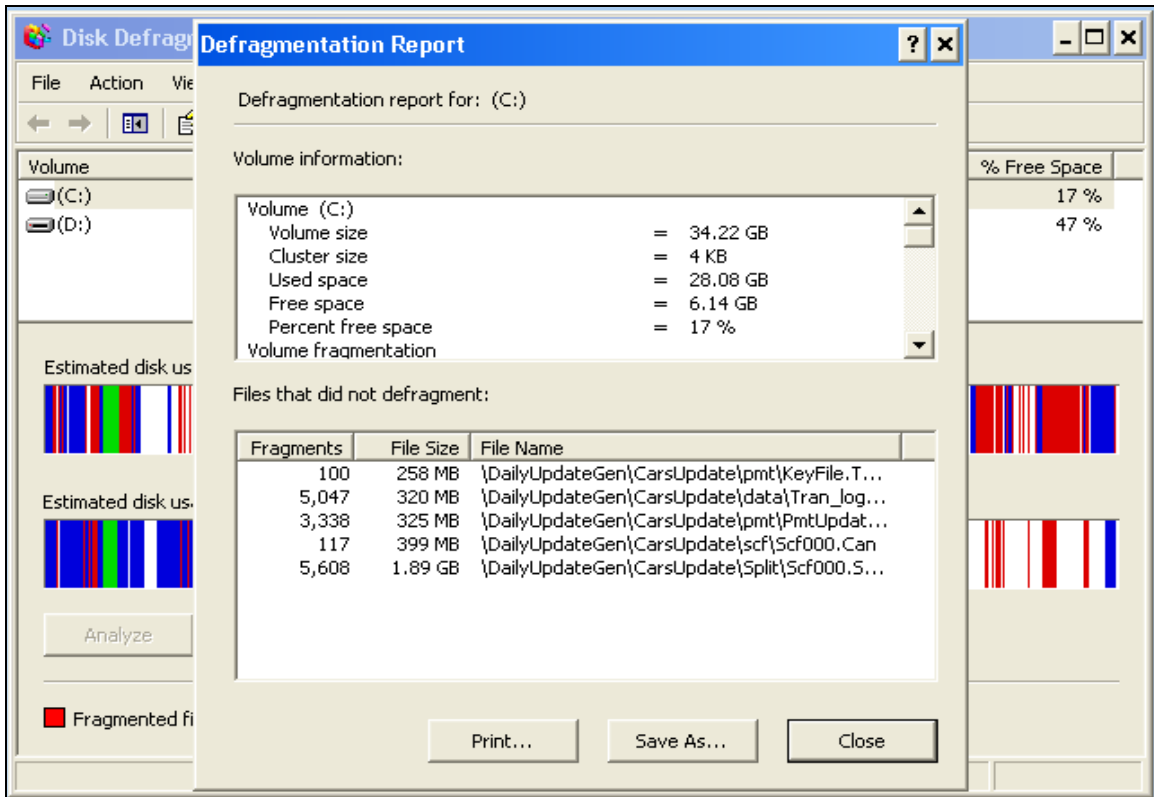 Disk Defragr
Defragmentation Report
File Action Vie
Defragmentation report for: (C:)
Volume information:
Volume
% Free Space
(C:)
17 %
(D:)
47 %
Volume (C:)
Volume size = 34.22 GB
Cluster size = 4 KB
Used space = 28.08 GB
Free space = 6.14 GB
Percent free space = 17 %
Volume fragmentation
Estimated disk us
Files that did not defragment:
Fragments File Size File Name
100 258 MB \DailyUpdateGen\CarsUpdate\pmt\KeyFile.T...
5,047 320 MB \DailyUpdateGen\CarsUpdate\data\Tran_log...
3,338 325 MB \DailyUpdateGen\CarsUpdate\pmt\PmtUpdat...
117 399 MB \DailyUpdateGen\CarsUpdate\scf\Scf000.Can
5,608 1.89 GB \DailyUpdateGen\CarsUpdate\Split\Scf000.S...
Estimated disk us
Analyze
Fragmented fi
Print...
Save As...
Close